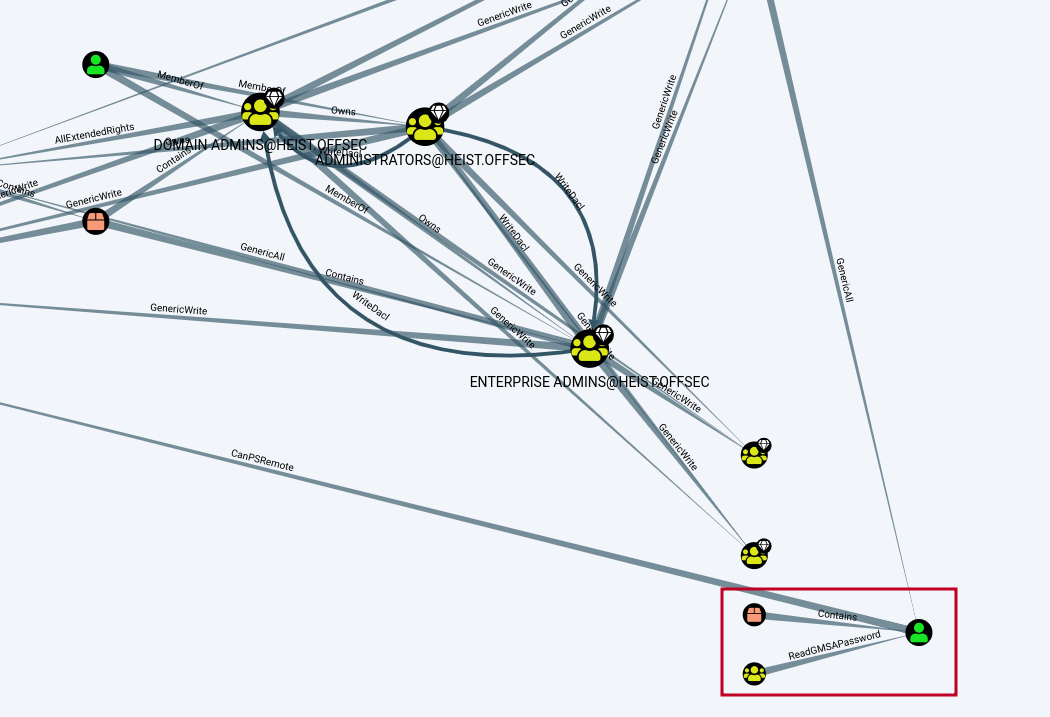 GenericWrite
GenericWrite
MemberOf
MemberOf
Owns
GenericWrite
GenericWrite
AllExtendedRights
DOMAIN ADMINS@HEIST.OFFSEC
ADMINISTRATORS@HEIST.OFFSEC
Contains
WriteDacl
GenericWrite
MemberOf
Owns
WriteDacl
GenericAll
Contains
GenericWrite
GenericWrite
GenericAll
WriteDacl
GenericWrite
GenericWrite
ENTERPRISE ADMINS@HEIST.OFFSEC
GenericWrite
GenericWrite
CanPSRemote
Contains
ReadGMSAPassword